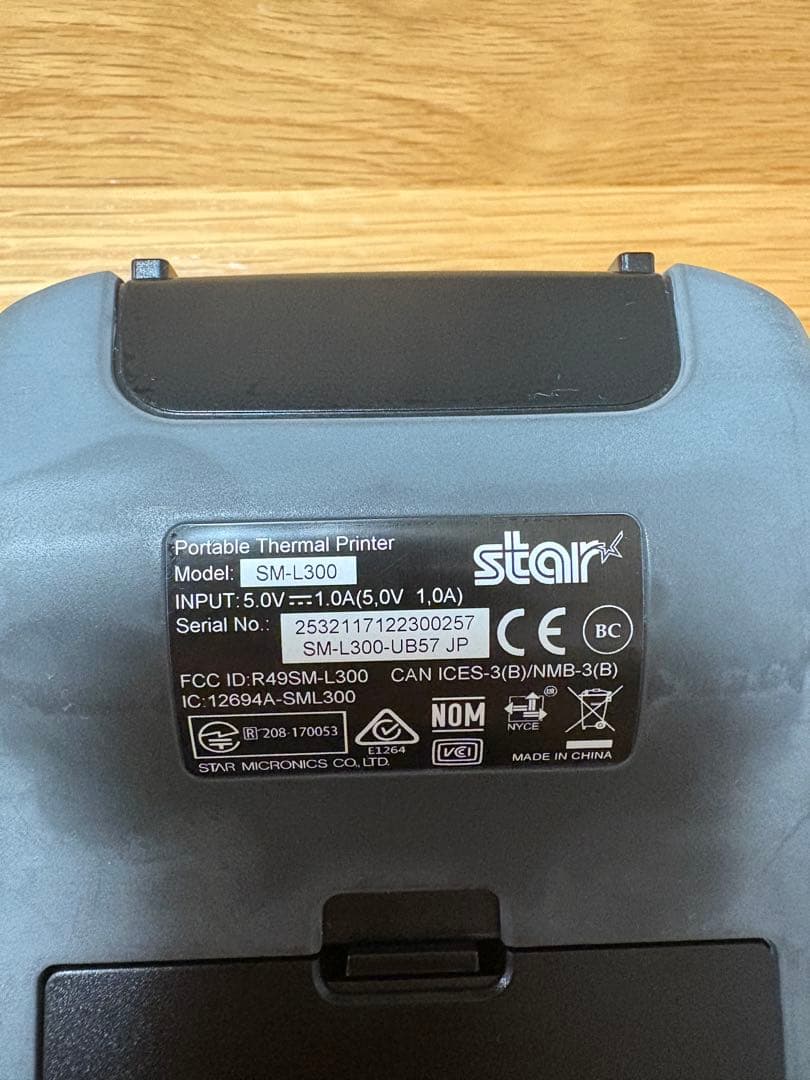 Portable Thermal Printer
star
Model: SM-L300
INPUT: 5.0V⎓1.0A(5,0V 1,0A)
Serial No.: 2532117122300257
SM-L300-UB57 JP
CE
BC
FCC ID:R49SM-L300 CAN ICES-3(B)/NMB-3(B)
IC:12694A-SML300
R 208-170053
E1264
NOM
VCCI
NYCE
STAR MICRONICS CO., LTD.
MADE IN CHINA